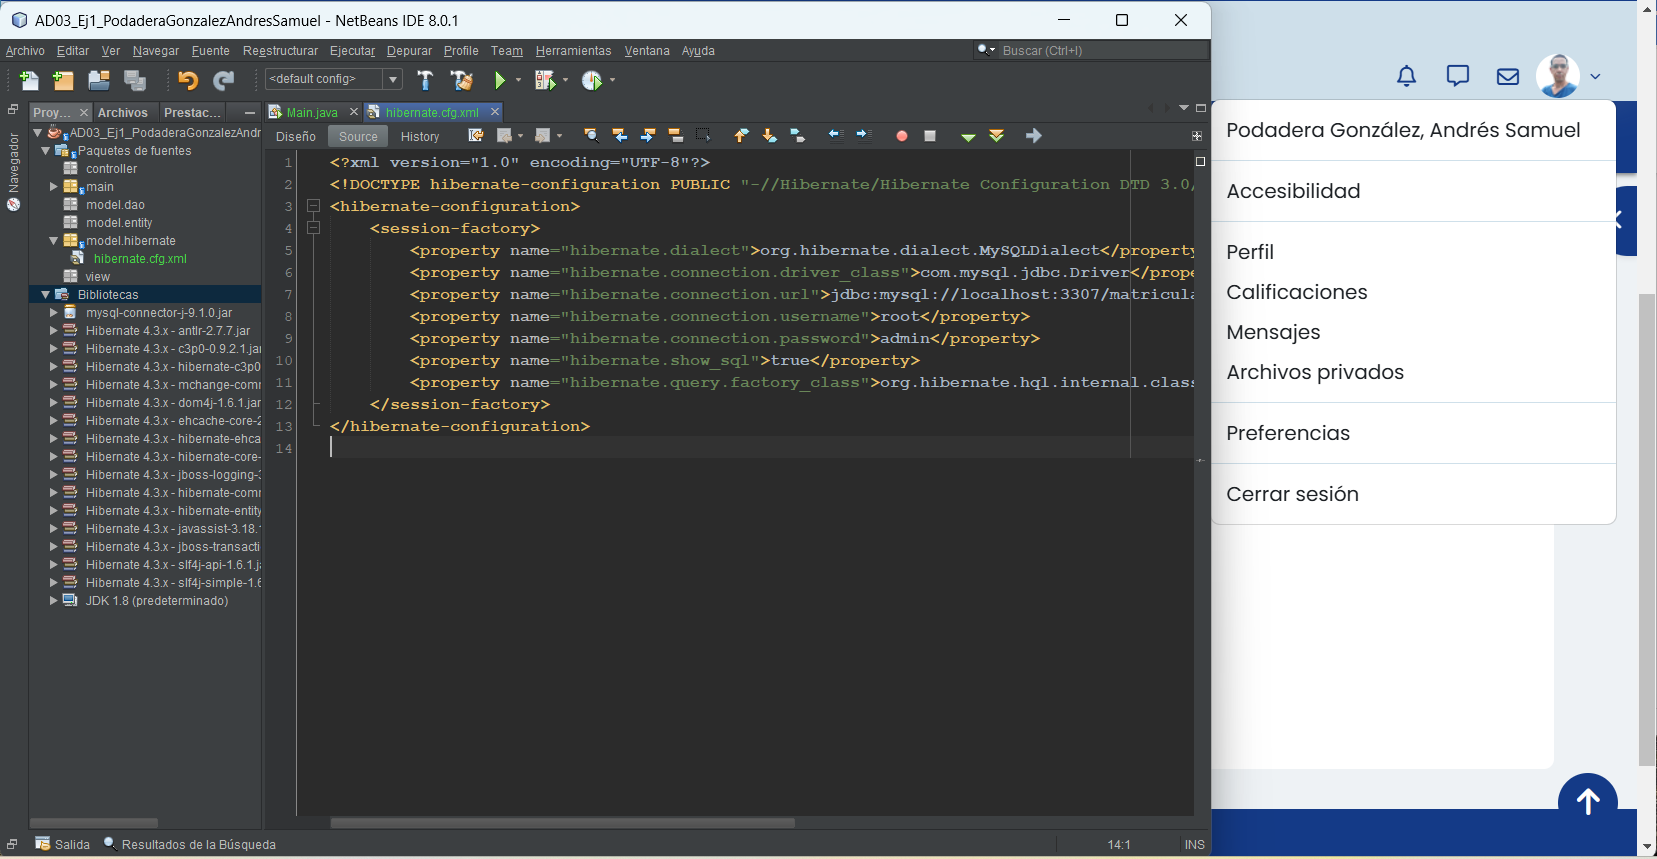 AD03_Ej1_PodaderaGonzalezAndresSamuel - NetBeans IDE 8.0.1
Archivo Editar Ver Navegar Fuente Reestructurar Ejecutar Depurar Profile Team Herramientas Ventana Ayuda
Buscar (Ctrl+I)
<default config>
Proy... Archivos Prestac...
Main.java hibernate.cfg.xml
Diseño Source History
Navegador
AD03_Ej1_PodaderaGonzalezAndr
Paquetes de fuentes
controller
main
model.dao
model.entity
model.hibernate
hibernate.cfg.xml
view
Bibliotecas
mysql-connector-j-9.1.0.jar
Hibernate 4.3.x - antlr-2.7.7.jar
Hibernate 4.3.x - c3p0-0.9.2.1.jar
Hibernate 4.3.x - hibernate-c3p0
Hibernate 4.3.x - mchange-comm
Hibernate 4.3.x - dom4j-1.6.1.jar
Hibernate 4.3.x - ehcache-core-2
Hibernate 4.3.x - hibernate-ehca
Hibernate 4.3.x - hibernate-core-
Hibernate 4.3.x - jboss-logging-3
Hibernate 4.3.x - hibernate-comm
Hibernate 4.3.x - hibernate-entity
Hibernate 4.3.x - javassist-3.18.1
Hibernate 4.3.x - jboss-transacti
Hibernate 4.3.x - slf4j-api-1.6.1.ja
Hibernate 4.3.x - slf4j-simple-1.6
JDK 1.8 (predeterminado)
1 <?xml version="1.0" encoding="UTF-8"?>
2 <!DOCTYPE hibernate-configuration PUBLIC "-//Hibernate/Hibernate Configuration DTD 3.0/
3 <hibernate-configuration>
4 <session-factory>
5 <property name="hibernate.dialect">org.hibernate.dialect.MySQLDialect</property
6 <property name="hibernate.connection.driver_class">com.mysql.jdbc.Driver</prope
7 <property name="hibernate.connection.url">jdbc:mysql://localhost:3307/matricula
8 <property name="hibernate.connection.username">root</property>
9 <property name="hibernate.connection.password">admin</property>
10 <property name="hibernate.show_sql">true</property>
11 <property name="hibernate.query.factory_class">org.hibernate.hql.internal.class
12 </session-factory>
13 </hibernate-configuration>
14
Salida Resultados de la Búsqueda
14:1 INS
Podadera González, Andrés Samuel
Accesibilidad
Perfil
Calificaciones
Mensajes
Archivos privados
Preferencias
Cerrar sesión